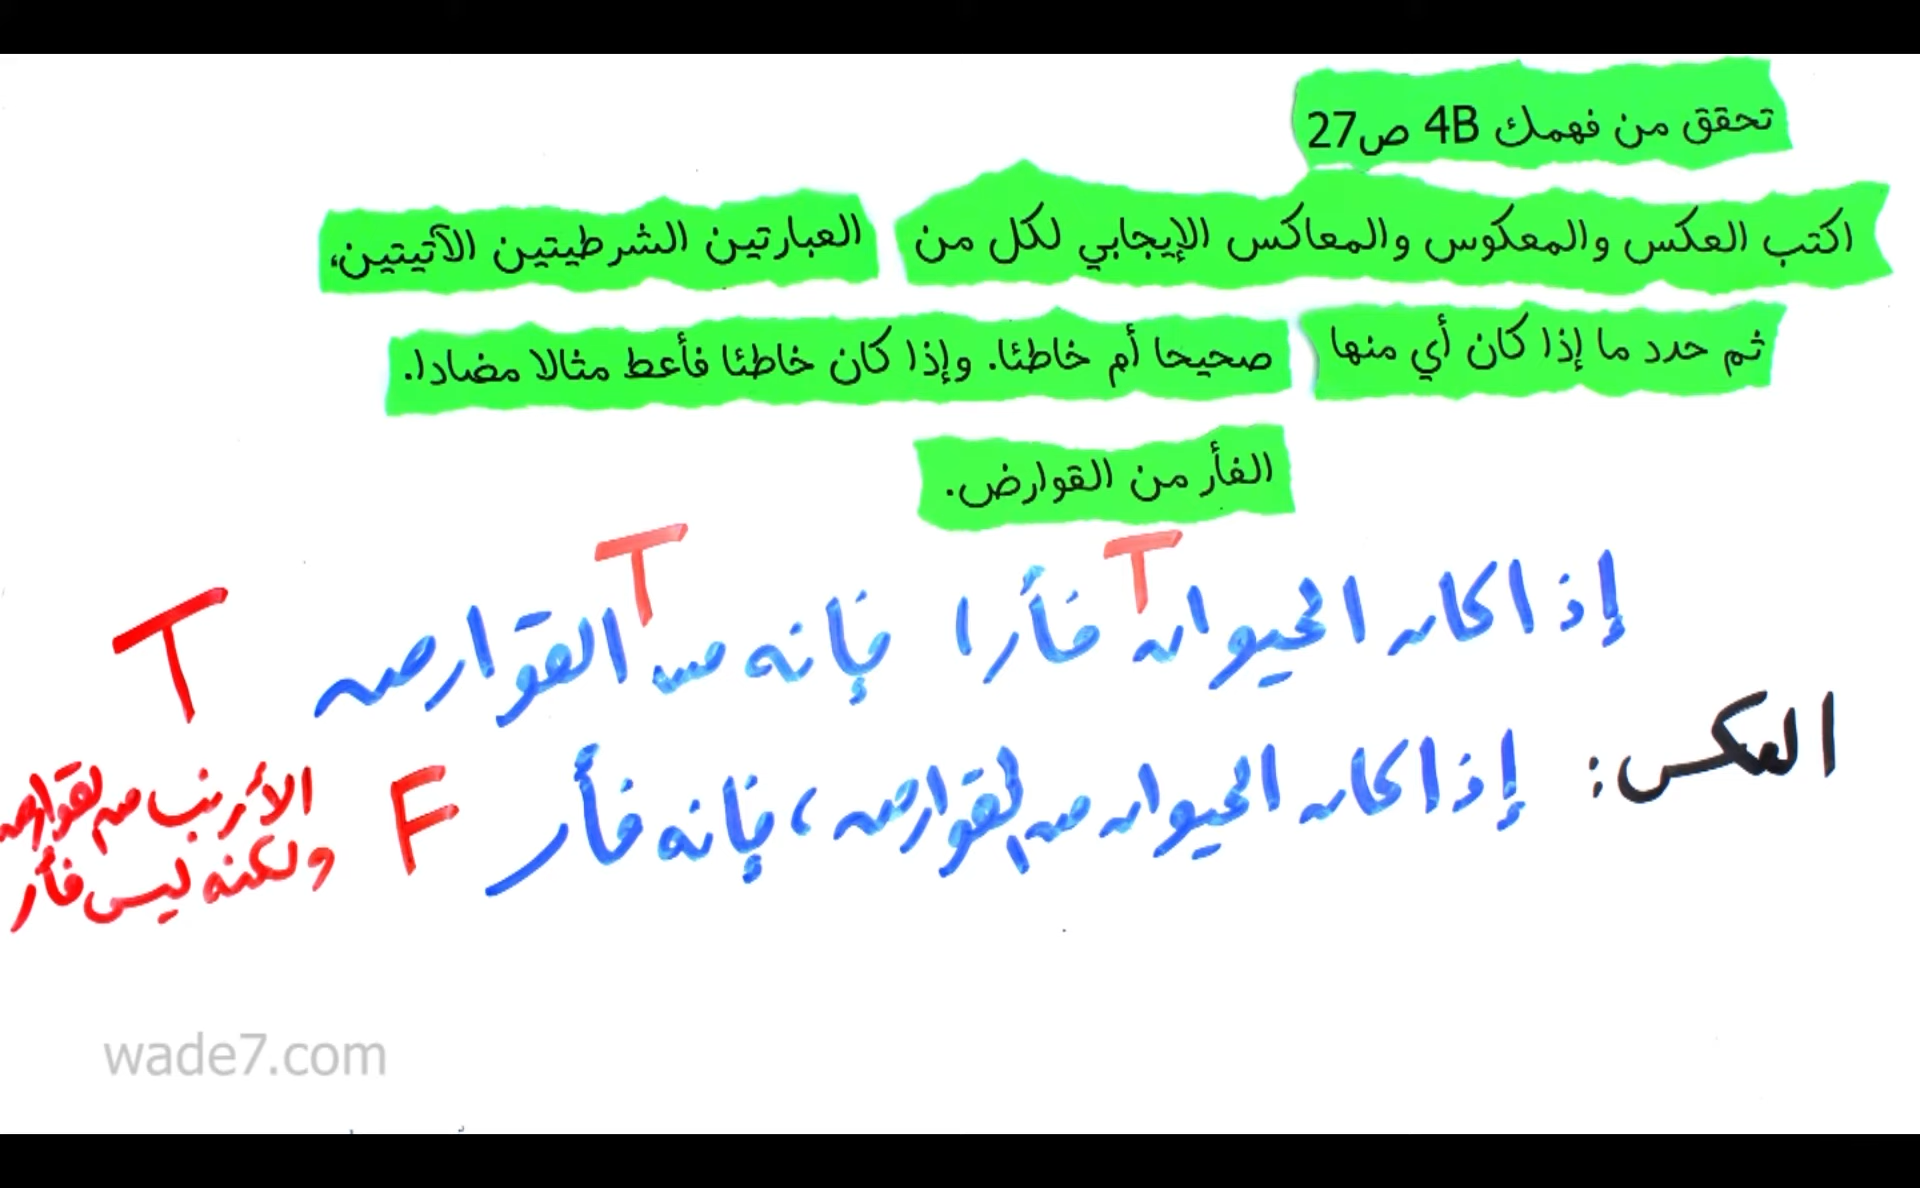 تحقق من فهمك 4B ص27
اكتب العكس والمعكوس والمعاكس الإيجابي لكل من العبارتين الشرطيتين الآتيتين،
ثم حدد ما إذا كان أي منها صحيحا أم خاطئا. وإذا كان خاطئا فأعط مثالا مضادا.
الفأر من القوارض.
T T
إذا كان الحيوان فأرا فإنه من القوارض T
العكس: إذا كان الحيوان من القوارض، فإنه فأر F
الأرنب من القوارض
ولكنه ليس فأر
wade7.com